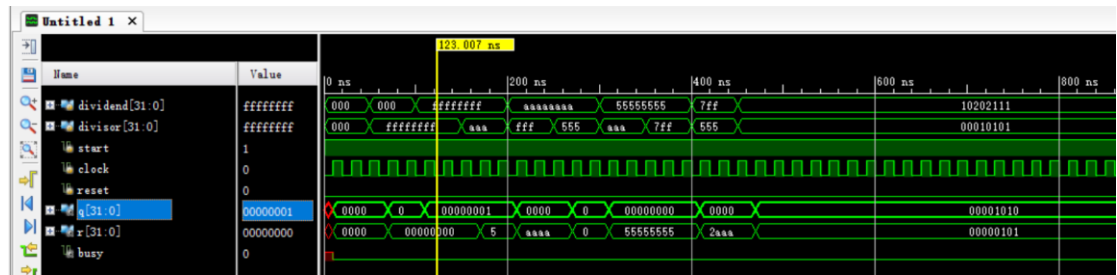 Untitled 1 ×
123.007 ns
Name Value 0 ns 200 ns 400 ns 600 ns 800 ns
dividend[31:0] ffffffff 000 000 ffffffff aaaaaaaa 55555555 7ff 10202111
divisor[31:0] ffffffff 000 ffffffff aaa fff 555 aaa 7ff 555 00010101
start 1
clock 0
reset 0
q[31:0] 00000001 0000 0 00000001 0000 0 00000000 0000 00001010
r[31:0] 00000000 0000 00000000 5 aaaa 0 55555555 2aaa 00000101
busy 0